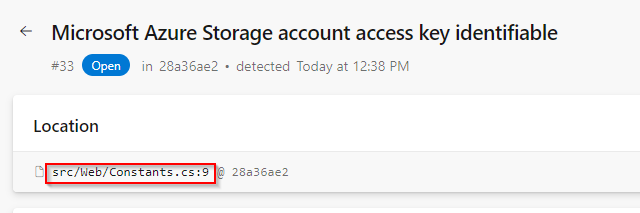 Microsoft Azure Storage account access key identifiable
#33 Open in 28a36ae2 • detected Today at 12:38 PM
Location
src/Web/Constants.cs:9 @ 28a36ae2